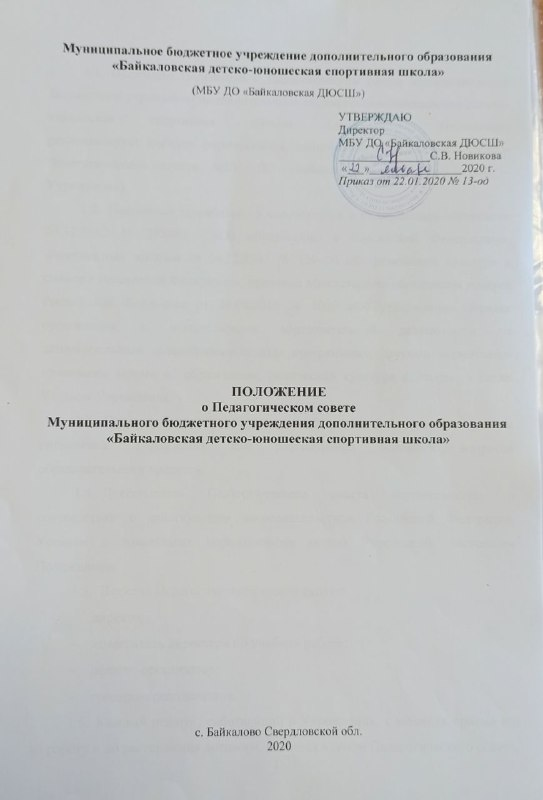 Муниципальное бюджетное учреждение дополнительного образования
«Байкаловская детско-юношеская спортивная школа»
(МБУ ДО «Байкаловская ДЮСШ»)
УТВЕРЖДАЮ
Директор
МБУ ДО «Байкаловская ДЮСШ»
С.В. Новикова
«22» января 2020 г.
Приказ от 22.01.2020 № 13-од
ПОЛОЖЕНИЕ
о Педагогическом совете
Муниципального бюджетного учреждения дополнительного образования
«Байкаловская детско-юношеская спортивная школа»
с. Байкалово Свердловской обл.
2020